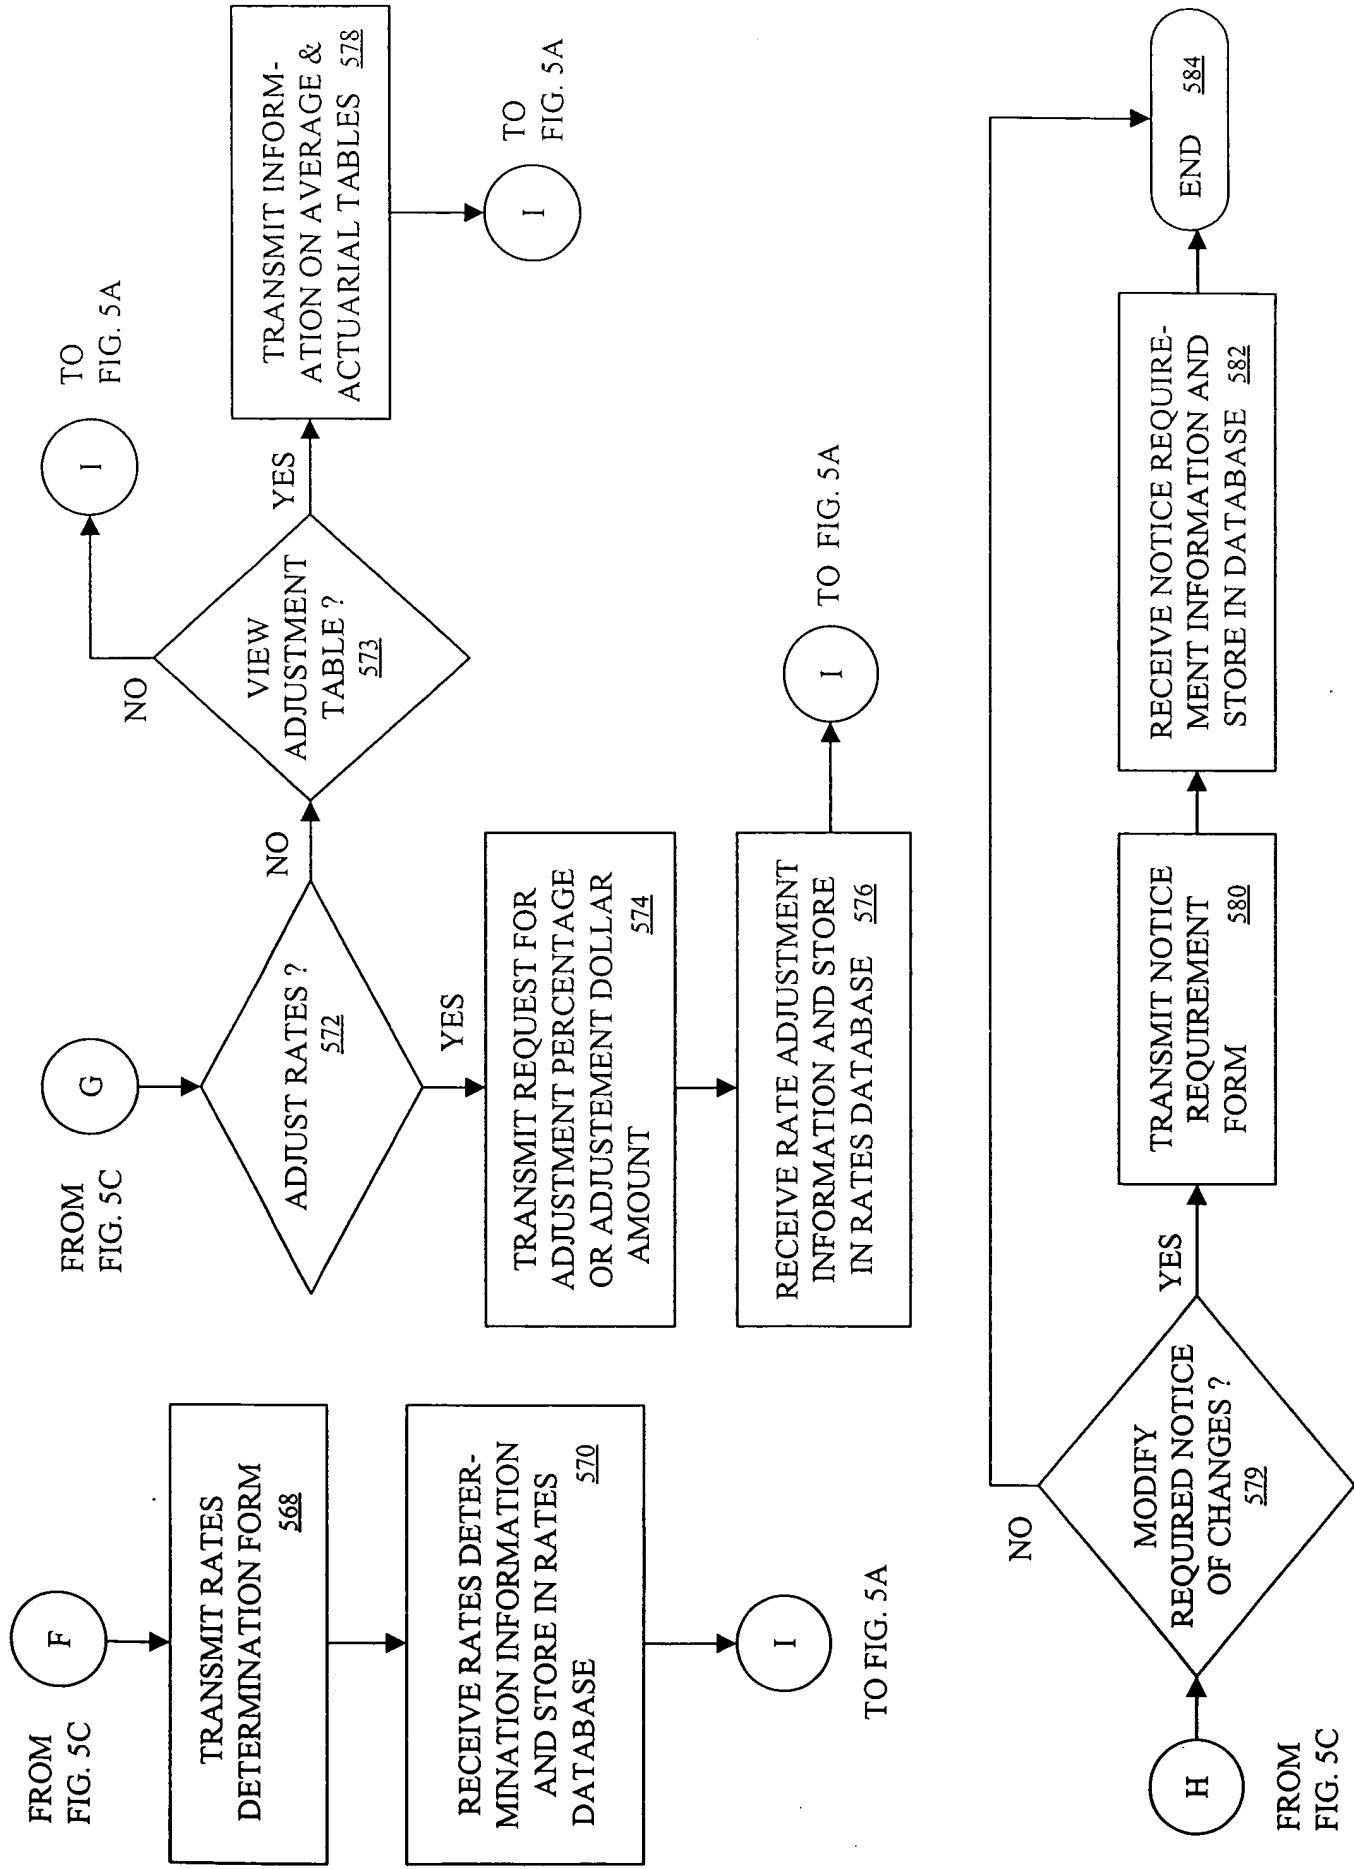 FROM
FIG. 5C
F
TRANSMIT RATES
DETERMINATION FORM
568
RECEIVE RATES DETER-
MINATION INFORMATION
AND STORE IN RATES
DATABASE 570
I
TO FIG. 5A
FROM
FIG. 5C
G
ADJUST RATES ?
572
NO
YES
TRANSMIT REQUEST FOR
ADJUSTMENT PERCENTAGE
OR ADJUSTEMENT DOLLAR
AMOUNT 574
RECEIVE RATE ADJUSTMENT
INFORMATION AND STORE
IN RATES DATABASE 576
I
TO FIG. 5A
VIEW
ADJUSTMENT
TABLE ?
573
NO
I
TO
FIG. 5A
YES
TRANSMIT INFORM-
ATION ON AVERAGE &
ACTUARIAL TABLES 578
I
TO
FIG. 5A
FROM
FIG. 5C
H
MODIFY
REQUIRED NOTICE
OF CHANGES ?
579
NO
YES
TRANSMIT NOTICE
REQUIREMENT
FORM 580
RECEIVE NOTICE REQUIRE-
MENT INFORMATION AND
STORE IN DATABASE 582
END 584